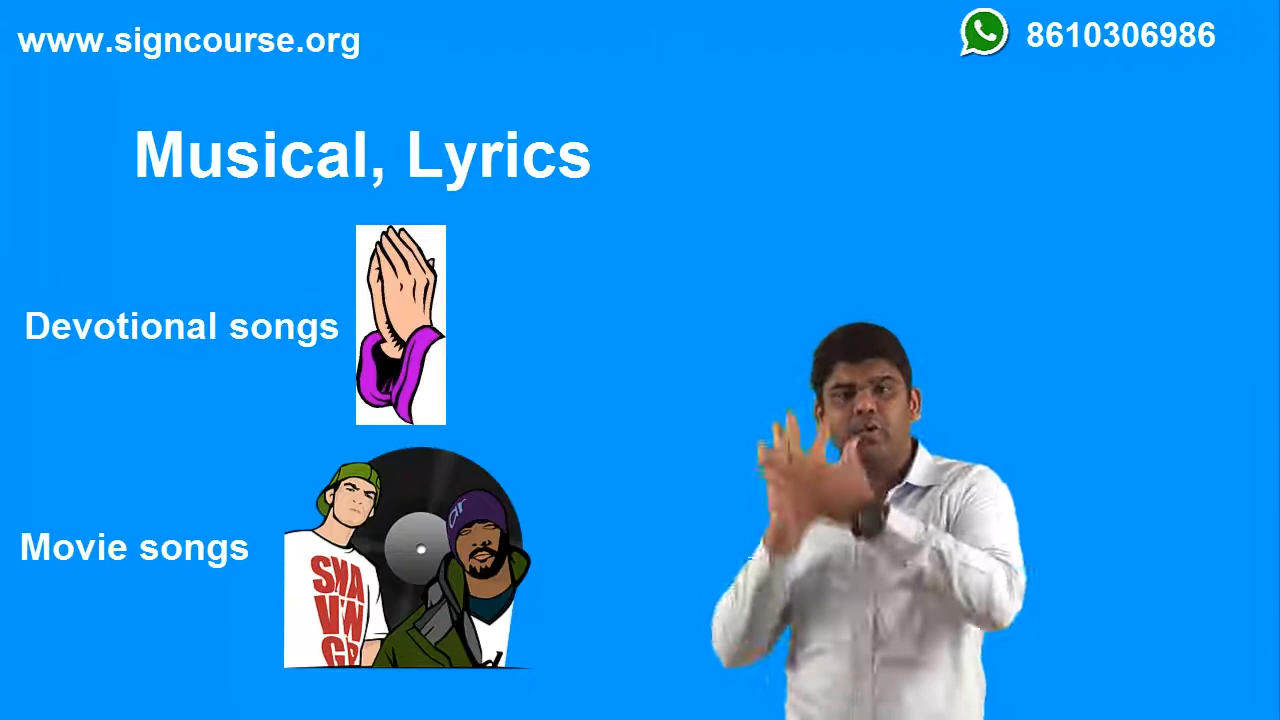 www.signcourse.org
8610306986
Musical, Lyrics
Devotional songs
Movie songs